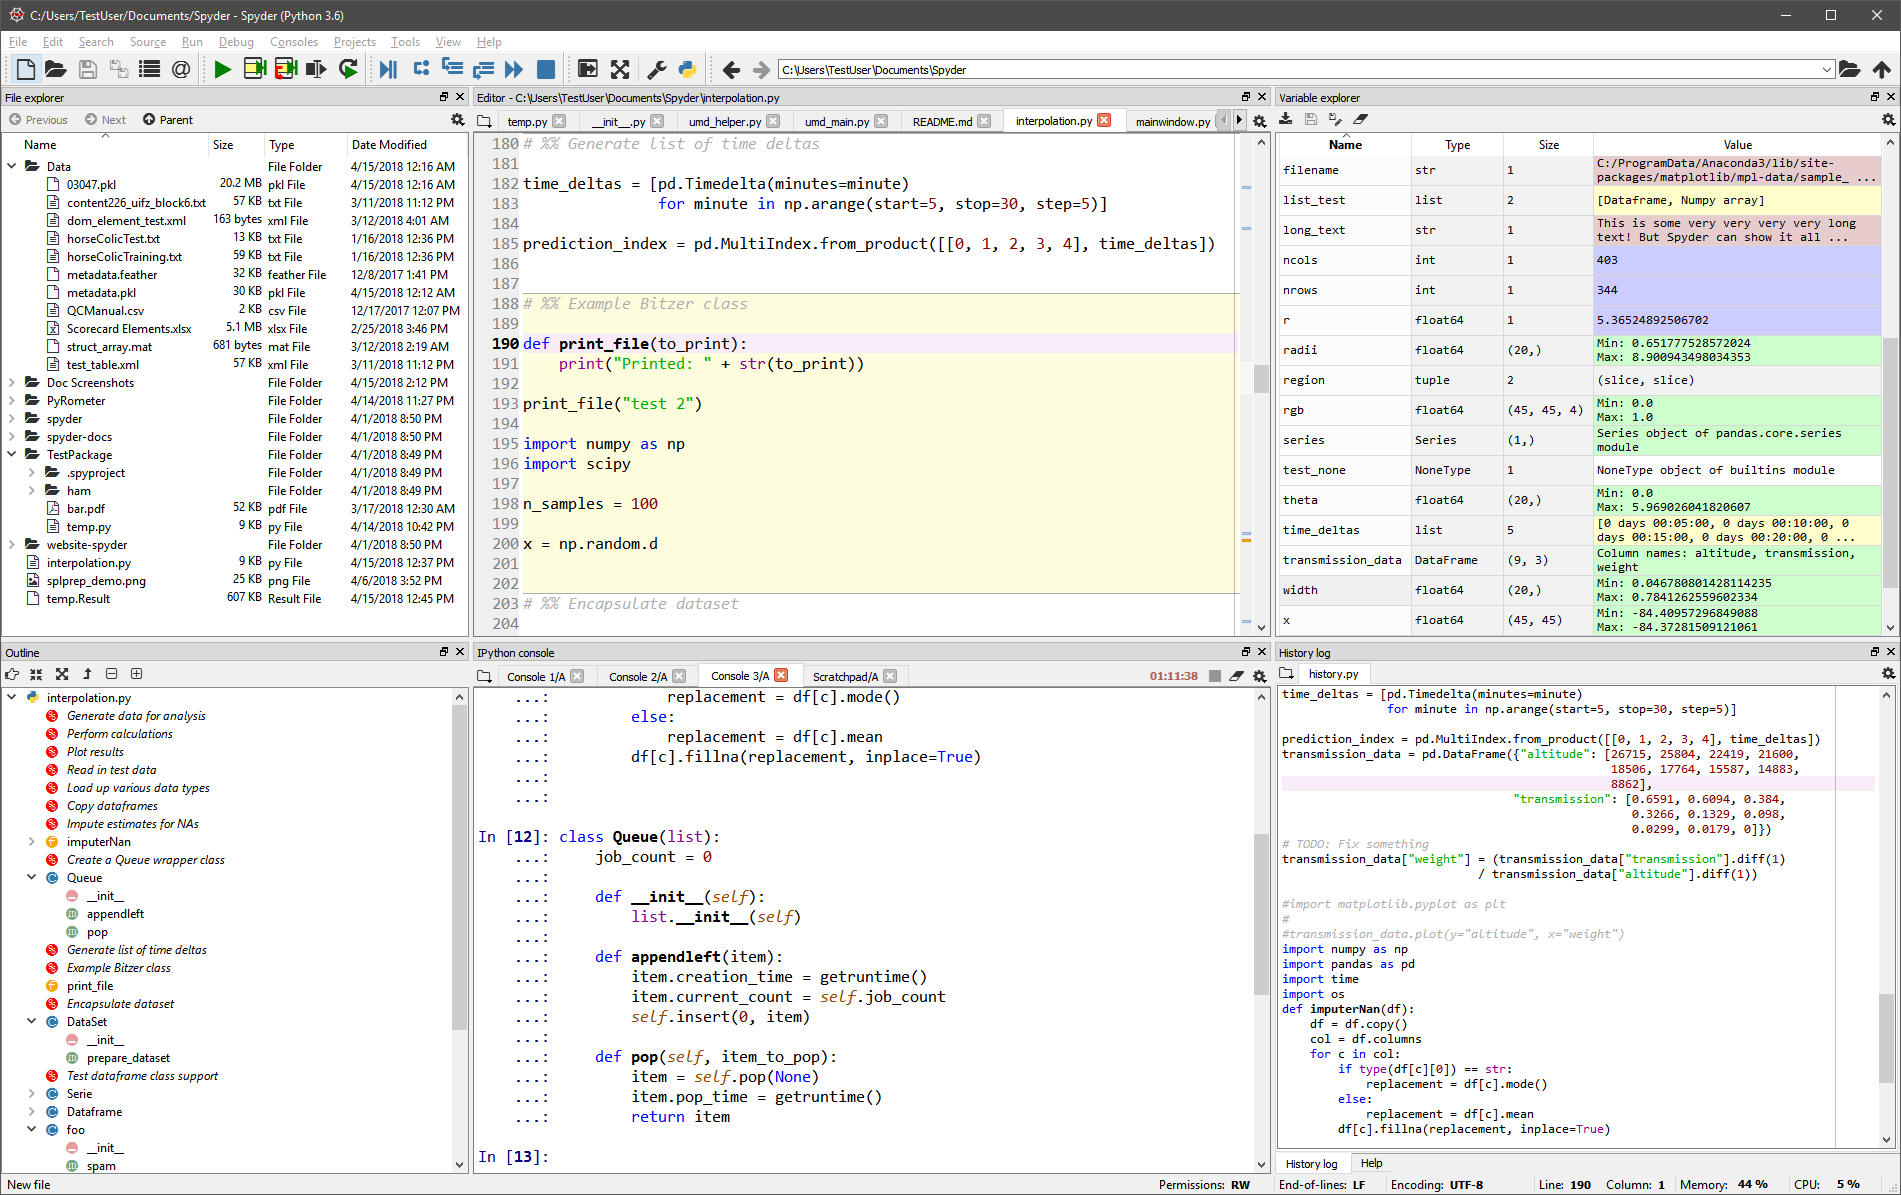 C:/Users/TestUser/Documents/Spyder - Spyder (Python 3.6)
File Edit Search Source Run Debug Consoles Projects Tools View Help
C:\Users\TestUser\Documents\Spyder
File explorer
Previous Next Parent
Name Size Type Date Modified
Data File Folder 4/15/2018 12:16 AM
03047.pkl 20.2 MB pkl File 4/15/2018 12:16 AM
content226_uifz_block6.txt 57 KB txt File 3/11/2018 11:12 PM
dom_element_test.xml 163 bytes xml File 3/12/2018 4:01 AM
horseColicTest.txt 13 KB txt File 1/16/2018 12:36 PM
horseColicTraining.txt 59 KB txt File 1/16/2018 12:36 PM
metadata.feather 32 KB feather File 12/8/2017 1:41 PM
metadata.pkl 30 KB pkl File 4/15/2018 12:12 AM
QCManual.csv 2 KB csv File 12/17/2017 12:07 PM
Scorecard Elements.xlsx 5.1 MB xlsx File 2/25/2018 3:46 PM
struct_array.mat 681 bytes mat File 3/12/2018 2:19 AM
test_table.xml 57 KB xml File 3/11/2018 11:12 PM
Doc Screenshots File Folder 4/15/2018 2:12 PM
PyRometer File Folder 4/14/2018 11:27 PM
spyder File Folder 4/1/2018 8:50 PM
spyder-docs File Folder 4/1/2018 8:50 PM
TestPackage File Folder 4/1/2018 8:49 PM
.spyproject File Folder 4/1/2018 8:49 PM
ham File Folder 4/1/2018 8:49 PM
bar.pdf 52 KB pdf File 3/17/2018 12:30 AM
temp.py 9 KB py File 4/14/2018 10:42 PM
website-spyder File Folder 4/1/2018 8:50 PM
interpolation.py 9 KB py File 4/15/2018 12:37 PM
splprep_demo.png 25 KB png File 4/6/2018 3:52 PM
temp.Result 607 KB Result File 4/15/2018 12:45 PM
Editor - C:\Users\TestUser\Documents\Spyder\interpolation.py
temp.py __init__.py umd_helper.py umd_main.py README.md interpolation.py mainwindow.py
180 # %% Generate list of time deltas
181
182 time_deltas = [pd.Timedelta(minutes=minute)
183 for minute in np.arange(start=5, stop=30, step=5)]
184
185 prediction_index = pd.MultiIndex.from_product([[0, 1, 2, 3, 4], time_deltas])
186
187
188 # %% Example Bitzer class
189
190 def print_file(to_print):
191 print("Printed: " + str(to_print))
192
193 print_file("test 2")
194
195 import numpy as np
196 import scipy
197
198 n_samples = 100
199
200 x = np.random.d
201
202
203 # %% Encapsulate dataset
204
Variable explorer
Name Type Size Value
filename str 1 C:/ProgramData/Anaconda3/lib/site-
packages/matplotlib/mpl-data/sample_ ...
list_test list 2 [Dataframe, Numpy array]
long_text str 1 This is some very very very very long
text! But Spyder can show it all ...
ncols int 1 403
nrows int 1 344
r float64 1 5.36524892506702
radii float64 (20,) Min: 0.651777528572024
Max: 8.900943498034353
region tuple 2 (slice, slice)
rgb float64 (45, 45, 4) Min: 0.0
Max: 1.0
series Series (1,) Series object of pandas.core.series
module
test_none NoneType 1 NoneType object of builtins module
theta float64 (20,) Min: 0.0
Max: 5.969026041820607
time_deltas list 5 [0 days 00:05:00, 0 days 00:10:00, 0
days 00:15:00, 0 days 00:20:00, 0 ...
transmission_data DataFrame (9, 3) Column names: altitude, transmission,
weight
width float64 (20,) Min: 0.046780801428114235
Max: 0.7841262559602334
x float64 (45, 45) Min: -84.40957296849088
Max: -84.37281509121061
Outline
interpolation.py
Generate data for analysis
Perform calculations
Plot results
Read in test data
Load up various data types
Copy dataframes
Impute estimates for NAs
imputerNan
Create a Queue wrapper class
Queue
__init__
appendleft
pop
Generate list of time deltas
Example Bitzer class
print_file
Encapsulate dataset
DataSet
__init__
prepare_dataset
Test dataframe class support
Serie
Dataframe
foo
__init__
spam
IPython console
Console 1/A Console 2/A Console 3/A Scratchpad/A 01:11:38
...: replacement = df[c].mode()
...: else:
...: replacement = df[c].mean
...: df[c].fillna(replacement, inplace=True)
...:
...:
In [12]: class Queue(list):
...: job_count = 0
...:
...: def __init__(self):
...: list.__init__(self)
...:
...: def appendleft(item):
...: item.creation_time = getruntime()
...: item.current_count = self.job_count
...: self.insert(0, item)
...:
...: def pop(self, item_to_pop):
...: item = self.pop(None)
...: item.pop_time = getruntime()
...: return item
In [13]:
History log
history.py
time_deltas = [pd.Timedelta(minutes=minute)
for minute in np.arange(start=5, stop=30, step=5)]
prediction_index = pd.MultiIndex.from_product([[0, 1, 2, 3, 4], time_deltas])
transmission_data = pd.DataFrame({"altitude": [26715, 25804, 22419, 21600,
18506, 17764, 15587, 14883,
8862],
"transmission": [0.6591, 0.6094, 0.384,
0.3266, 0.1329, 0.098,
0.0299, 0.0179, 0]})
# TODO: Fix something
transmission_data["weight"] = (transmission_data["transmission"].diff(1)
/ transmission_data["altitude"].diff(1))
#import matplotlib.pyplot as plt
#
#transmission_data.plot(y="altitude", x="weight")
import numpy as np
import pandas as pd
import time
import os
def imputerNan(df):
df = df.copy()
col = df.columns
for c in col:
if type(df[c][0]) == str:
replacement = df[c].mode()
else:
replacement = df[c].mean
df[c].fillna(replacement, inplace=True)
History log Help
New file Permissions: RW End-of-lines: LF Encoding: UTF-8 Line: 190 Column: 1 Memory: 44 % CPU: 5 %